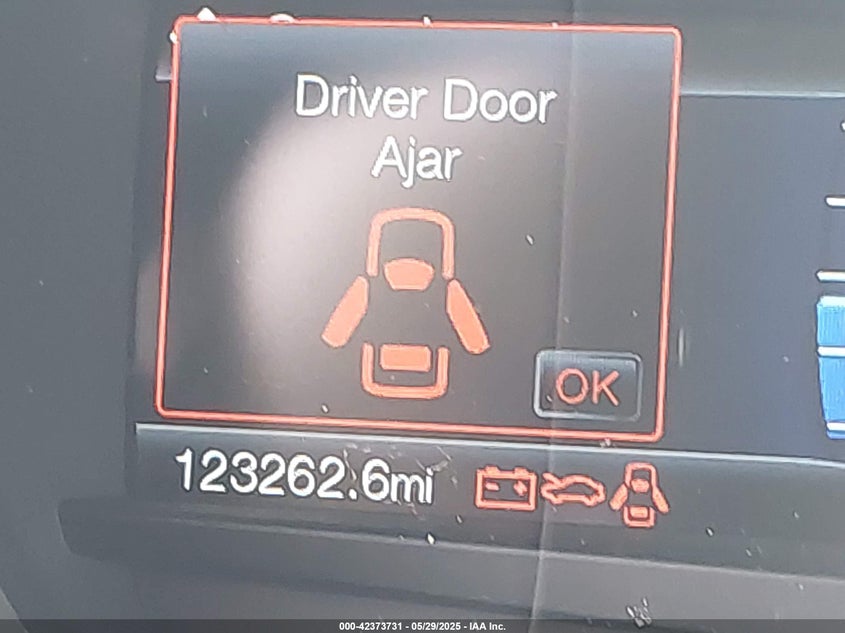 Driver Door
Ajar
OK
123262.6mi
000-42373731 - 05/29/2025 - IAA Inc.